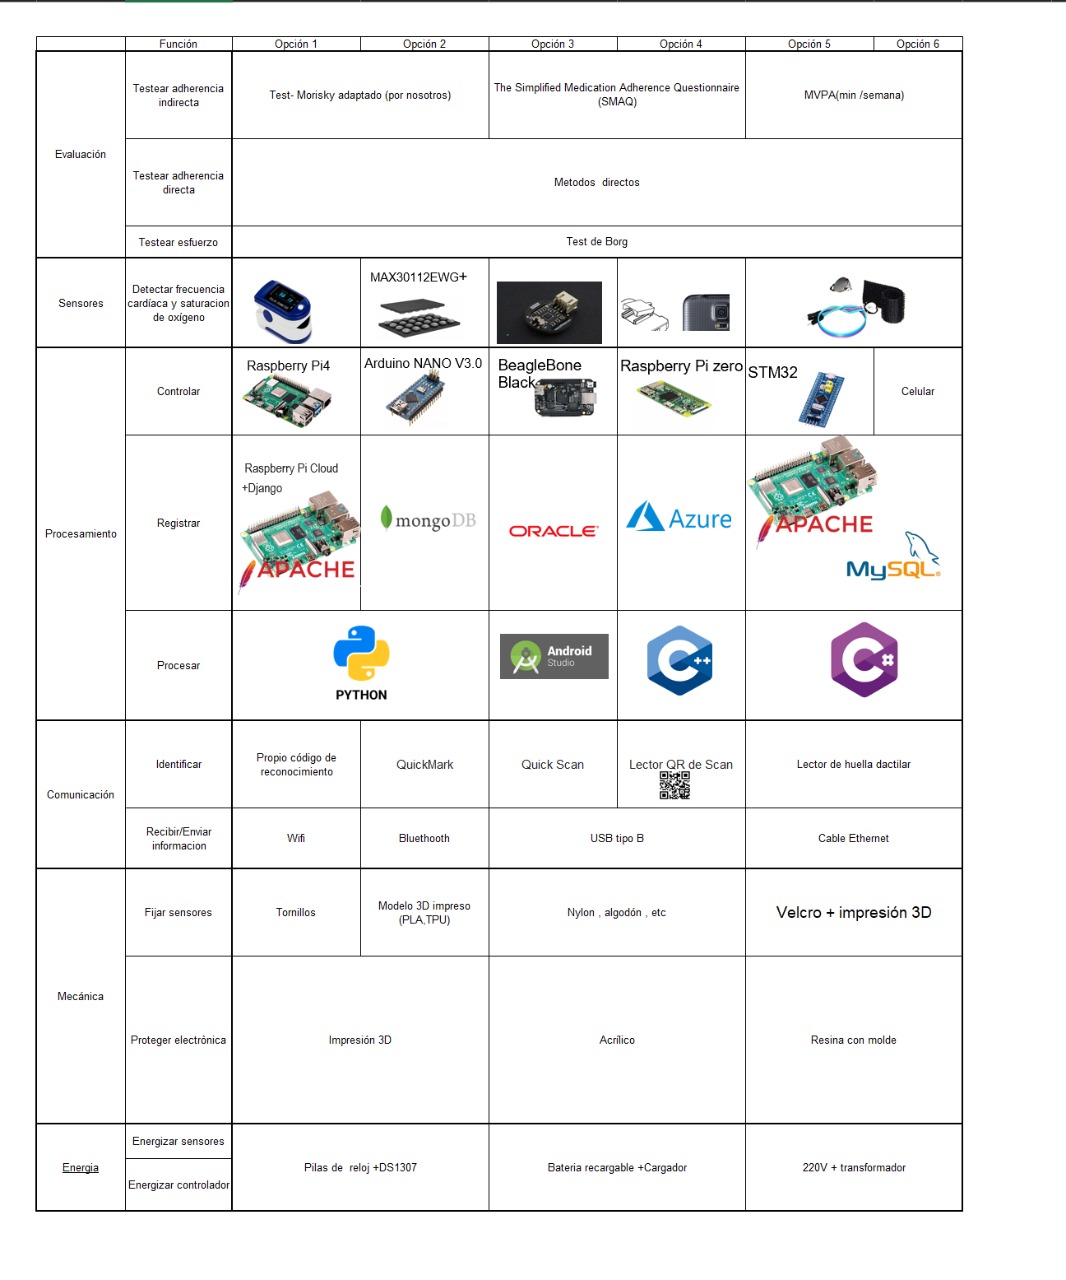 Función
Opción 1
Opción 2
Opción 3
Opción 4
Opción 5
Opción 6
Evaluación
Testear adherencia
indirecta
Test- Morisky adaptado (por nosotros)
The Simplified Medication Adherence Questionnaire
(SMAQ)
MVPA(min /semana)
Testear adherencia
directa
Metodos directos
Testear esfuerzo
Test de Borg
Sensores
Detectar frecuencia
cardíaca y saturacion
de oxígeno
MAX30112EWG+
Procesamiento
Controlar
Raspberry Pi4
Arduino NANO V3.0
BeagleBone
Black
Raspberry Pi zero
STM32
Celular
Registrar
Raspberry Pi Cloud
+Django
APACHE
mongoDB
ORACLE
Azure
APACHE
MySQL
Procesar
PYTHON
Android
Studio
C++
C#
Comunicación
Identificar
Propio código de
reconocimiento
QuickMark
Quick Scan
Lector QR de Scan
Lector de huella dactilar
Recibir/Enviar
informacion
Wifi
Bluethooth
USB tipo B
Cable Ethernet
Mecánica
Fijar sensores
Tornillos
Modelo 3D impreso
(PLA,TPU)
Nylon , algodón , etc
Velcro + impresión 3D
Proteger electrònica
Impresión 3D
Acrílico
Resina con molde
Energia
Energizar sensores
Energizar controlador
Pilas de reloj +DS1307
Bateria recargable +Cargador
220V + transformador